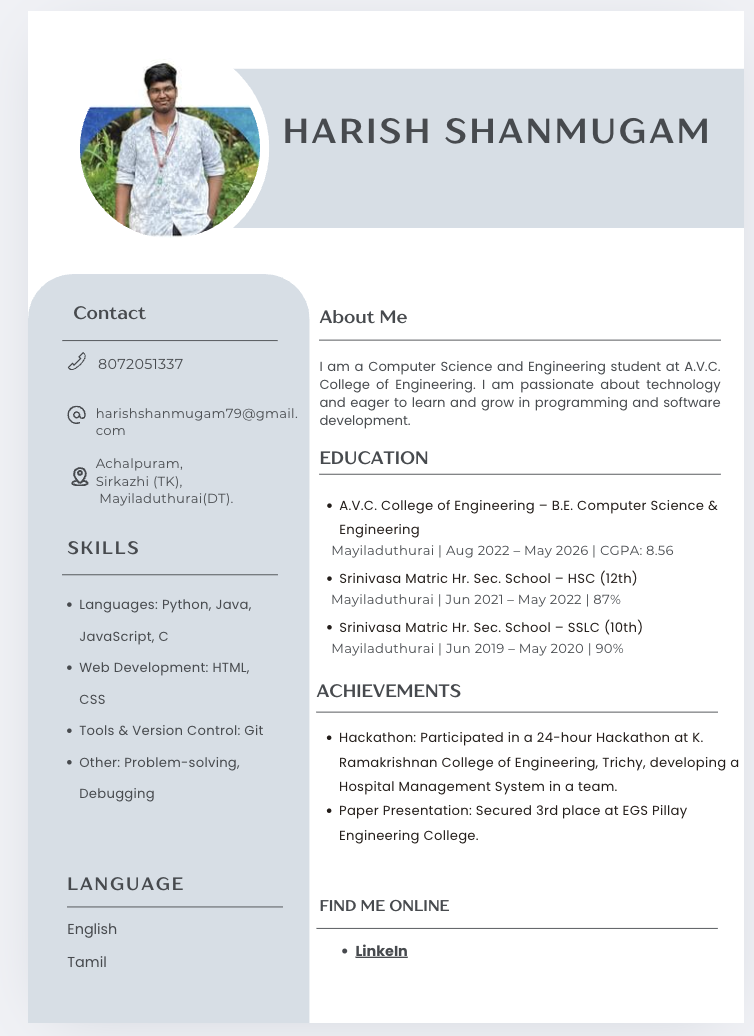 HARISH SHANMUGAM
Contact
8072051337
harishshanmugam79@gmail.
com
Achalpuram,
Sirkazhi (TK),
Mayiladuthurai(DT).
SKILLS
• Languages: Python, Java,
JavaScript, C
• Web Development: HTML,
CSS
• Tools & Version Control: Git
• Other: Problem-solving,
Debugging
LANGUAGE
English
Tamil
About Me
I am a Computer Science and Engineering student at A.V.C.
College of Engineering. I am passionate about technology
and eager to learn and grow in programming and software
development.
EDUCATION
• A.V.C. College of Engineering – B.E. Computer Science &
Engineering
Mayiladuthurai | Aug 2022 – May 2026 | CGPA: 8.56
• Srinivasa Matric Hr. Sec. School – HSC (12th)
Mayiladuthurai | Jun 2021 – May 2022 | 87%
• Srinivasa Matric Hr. Sec. School – SSLC (10th)
Mayiladuthurai | Jun 2019 – May 2020 | 90%
ACHIEVEMENTS
• Hackathon: Participated in a 24-hour Hackathon at K.
Ramakrishnan College of Engineering, Trichy, developing a
Hospital Management System in a team.
• Paper Presentation: Secured 3rd place at EGS Pillay
Engineering College.
FIND ME ONLINE
• LinkeIn